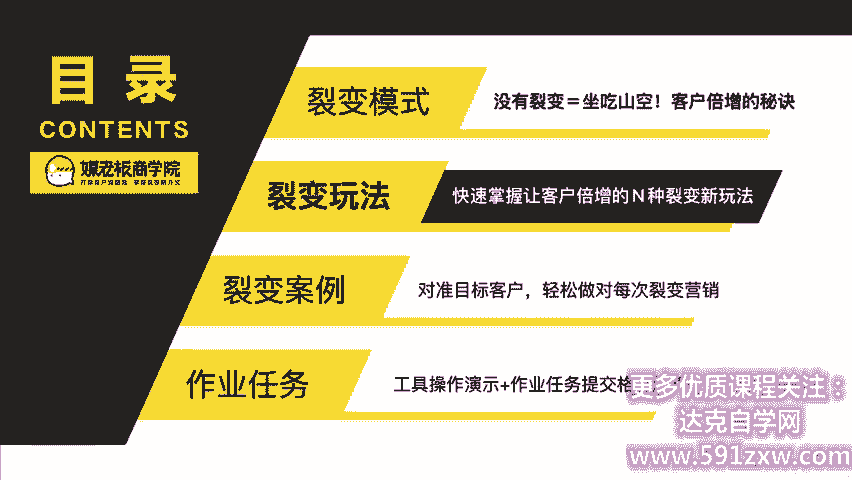 目录
CONTENTS
媒老板商学院
裂变模式
没有裂变=坐吃山空！客户倍增的秘诀
裂变玩法
快速掌握让客户倍增的N种裂变新玩法
裂变案例
对准目标客户，轻松做对每次裂变营销
作业任务
工具操作演示+作业任务提交格
更多优质课程关注：
达克自学网
www.591zxw.com